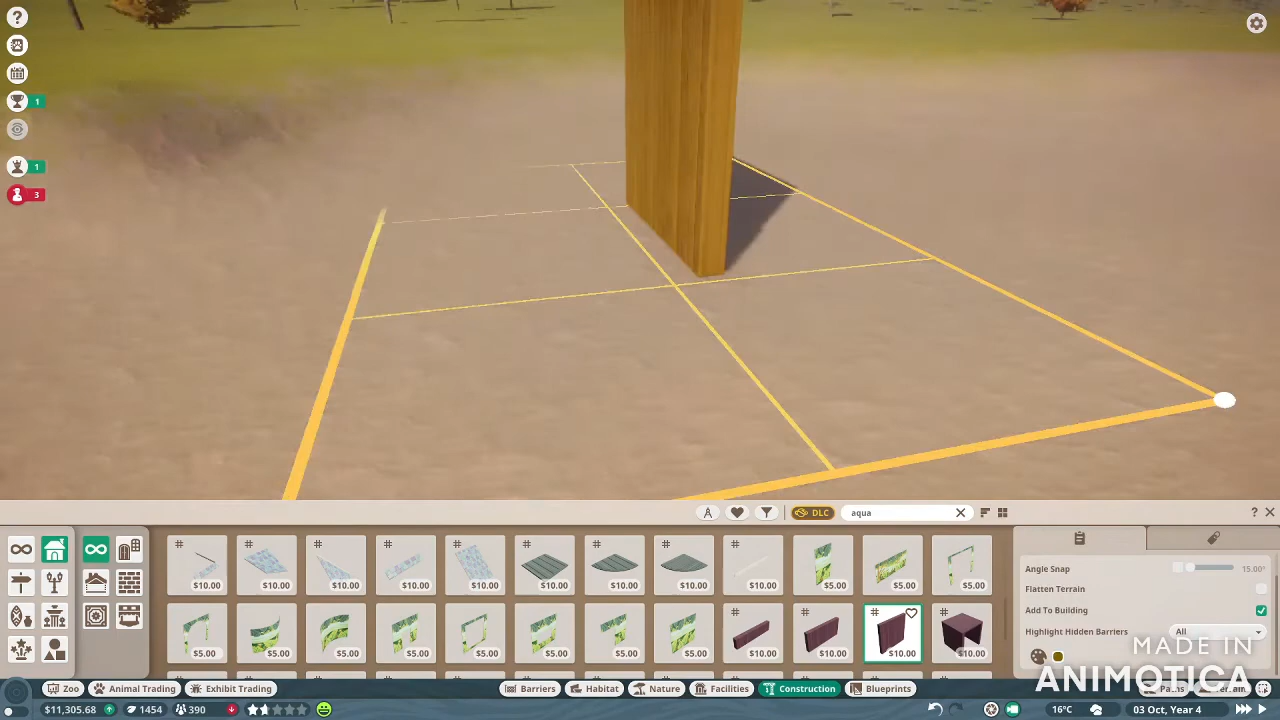 ?
1
1
3
DLC
aqua
?
$10.00 $10.00 $10.00 $10.00 $10.00 $10.00 $10.00 $10.00 $10.00 $5.00 $5.00 $5.00
$5.00 $5.00 $5.00 $5.00 $5.00 $5.00 $5.00 $5.00 $10.00 $10.00 $10.00 $10.00
Angle Snap 15.00°
Flatten Terrain
Add To Building
Highlight Hidden Barriers All
MADE IN
ANIMOTICA
Zoo Animal Trading Exhibit Trading Barriers Habitat Nature Facilities Construction Blueprints Paths Terrain
$11,305.68 1454 390 16°C 03 Oct, Year 4